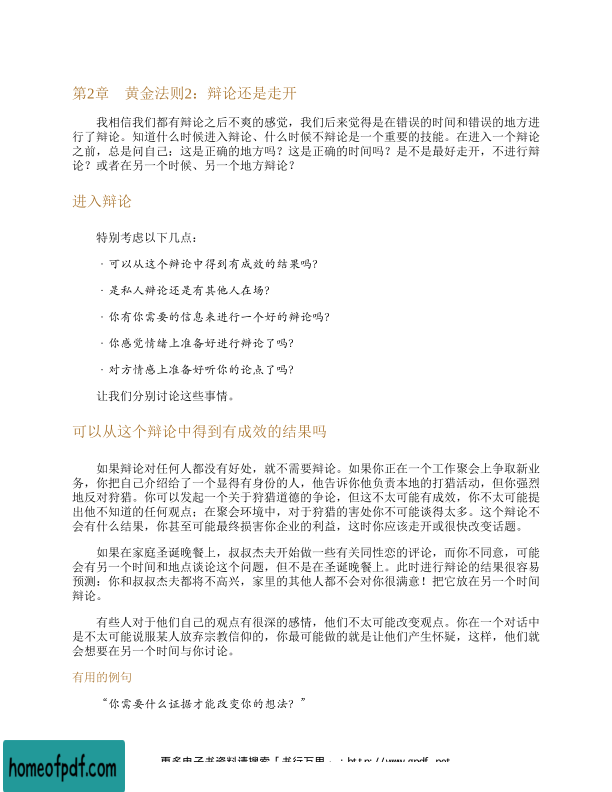 第2章　黄金法则2：辩论还是走开
我相信我们都有辩论之后不爽的感觉，我们后来觉得是在错误的时间和错误的地方进
行了辩论。知道什么时候进入辩论、什么时候不辩论是一个重要的技能。在进入一个辩论
之前，总是问自己：这是正确的地方吗？这是正确的时间吗？是不是最好走开，不进行辩
论？或者在另一个时候、另一个地方辩论？
进入辩论
特别考虑以下几点：
· 可以从这个辩论中得到有成效的结果吗？
· 是私人辩论还是有其他人在场？
· 你有你需要的信息来进行一个好的辩论吗？
· 你感觉情绪上准备好进行辩论了吗？
· 对方情感上准备好听你的论点了吗？
让我们分别讨论这些事情。
可以从这个辩论中得到有成效的结果吗
如果辩论对任何人都没有好处，就不需要辩论。如果你正在一个工作聚会上争取新业
务，你把自己介绍给了一个显得有身份的人，他告诉你他负责本地的打猎活动，但你强烈
地反对狩猎。你可以发起一个关于狩猎道德的争论，但这不太可能有成效，你不太可能提
出他不知道的任何观点；在聚会环境中，对于狩猎的害处你不可能谈得太多。这个辩论不
会有什么结果，你甚至可能最终损害你企业的利益，这时你应该走开或很快改变话题。
如果在家庭圣诞晚餐上，叔叔杰夫开始做一些有关同性恋的评论，而你不同意，可能
会有另一个时间和地点谈论这个问题，但不是在圣诞晚餐上。此时进行辩论的结果很容易
预测：你和叔叔杰夫都将不高兴，家里的其他人都不会对你很满意！把它放在另一个时间
辩论。
有些人对于他们自己的观点有很深的感情，他们不太可能改变观点。你在一个对话中
是不太可能说服某人放弃宗教信仰的，你最可能做的就是让他们产生怀疑，这样，他们就
会想要在另一个时间与你讨论。
有用的例句
“你需要什么证据才能改变你的想法？”
homeofpdf.com